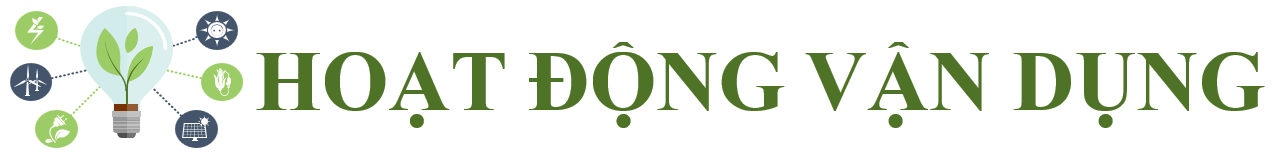 HOẠT ĐỘNG VẬN DỤNG